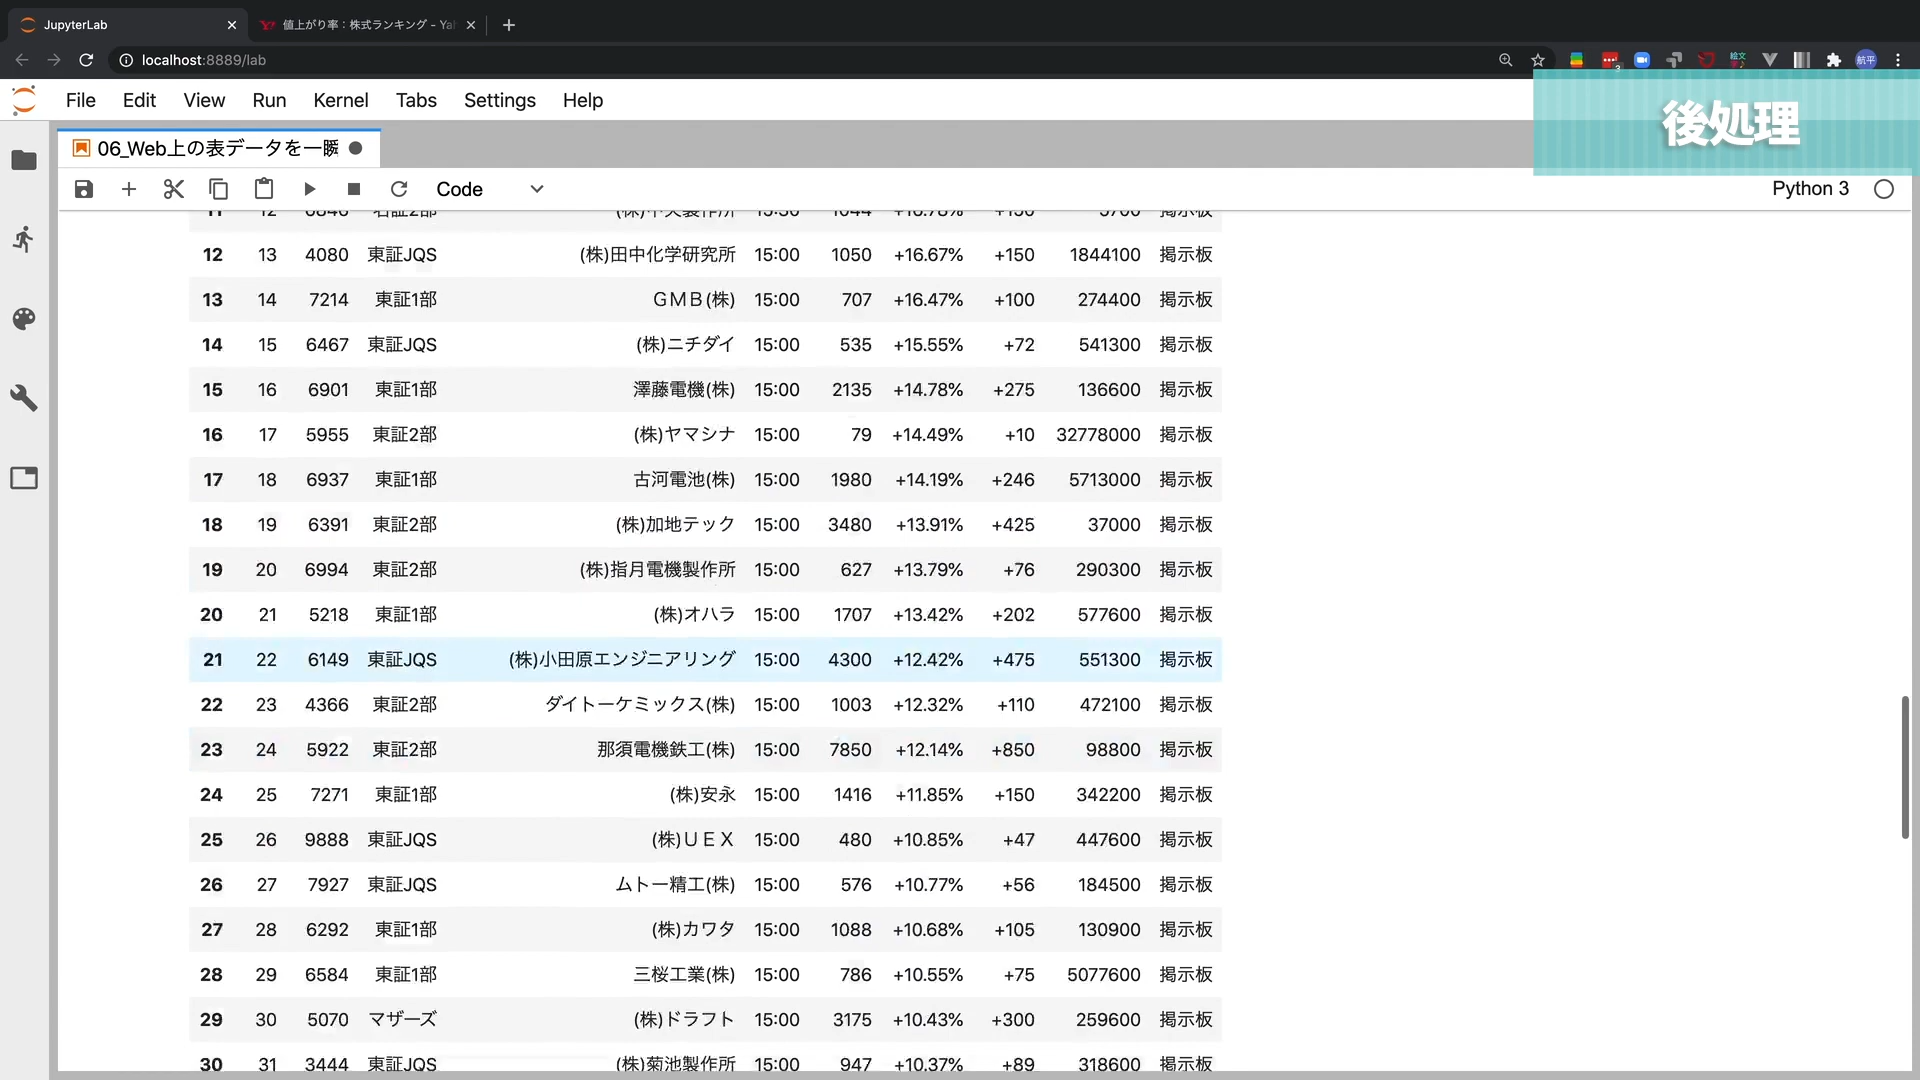 JupyterLab
値上がり率：株式ランキング - Ya
localhost:8889/lab
航平
File Edit View Run Kernel Tabs Settings Help
後処理
06_Web上の表データを一瞬
Code
Python 3
12 13 4080 東証JQS (株)田中化学研究所 15:00 1050 +16.67% +150 1844100 掲示板
13 14 7214 東証1部 ＧＭＢ(株) 15:00 707 +16.47% +100 274400 掲示板
14 15 6467 東証JQS (株)ニチダイ 15:00 535 +15.55% +72 541300 掲示板
15 16 6901 東証1部 澤藤電機(株) 15:00 2135 +14.78% +275 136600 掲示板
16 17 5955 東証2部 (株)ヤマシナ 15:00 79 +14.49% +10 32778000 掲示板
17 18 6937 東証1部 古河電池(株) 15:00 1980 +14.19% +246 5713000 掲示板
18 19 6391 東証2部 (株)加地テック 15:00 3480 +13.91% +425 37000 掲示板
19 20 6994 東証2部 (株)指月電機製作所 15:00 627 +13.79% +76 290300 掲示板
20 21 5218 東証1部 (株)オハラ 15:00 1707 +13.42% +202 577600 掲示板
21 22 6149 東証JQS (株)小田原エンジニアリング 15:00 4300 +12.42% +475 551300 掲示板
22 23 4366 東証2部 ダイトーケミックス(株) 15:00 1003 +12.32% +110 472100 掲示板
23 24 5922 東証2部 那須電機鉄工(株) 15:00 7850 +12.14% +850 98800 掲示板
24 25 7271 東証1部 (株)安永 15:00 1416 +11.85% +150 342200 掲示板
25 26 9888 東証JQS (株)ＵＥＸ 15:00 480 +10.85% +47 447600 掲示板
26 27 7927 東証JQS ムトー精工(株) 15:00 576 +10.77% +56 184500 掲示板
27 28 6292 東証1部 (株)カワタ 15:00 1088 +10.68% +105 130900 掲示板
28 29 6584 東証1部 三桜工業(株) 15:00 786 +10.55% +75 5077600 掲示板
29 30 5070 マザーズ (株)ドラフト 15:00 3175 +10.43% +300 259600 掲示板
30 31 3444 東証JQS (株)菊池製作所 15:00 947 +10.37% +89 318600 掲示板